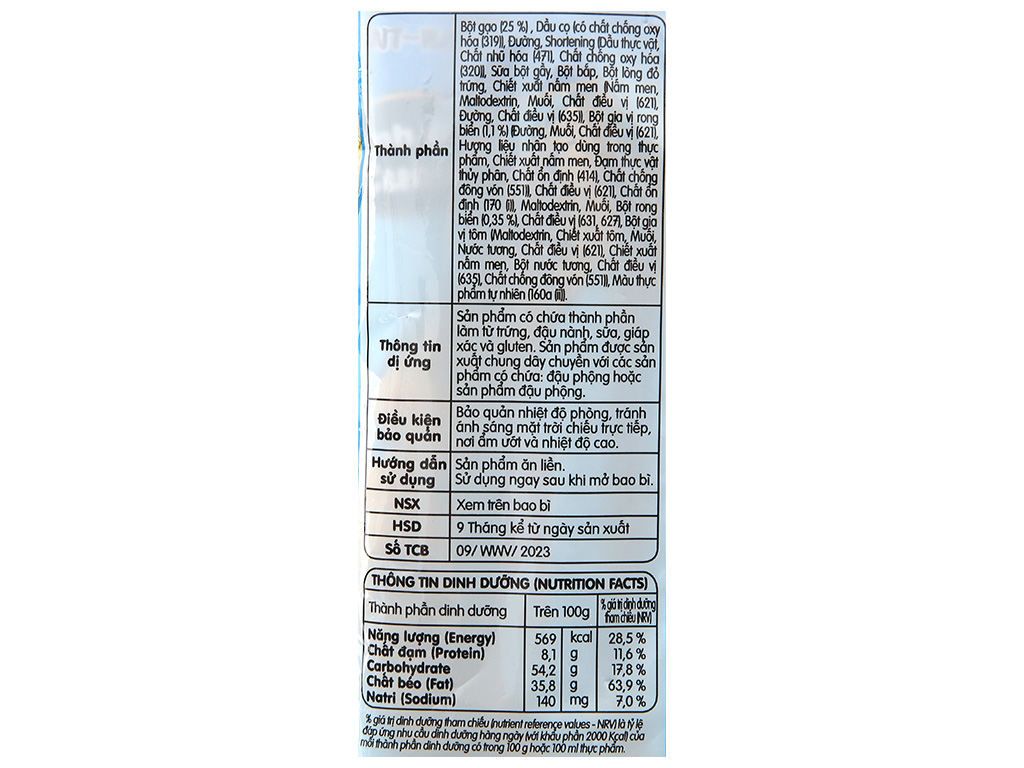 Bột gạo (25 %), Dầu cọ (có chất chống oxy
hóa (319)), Đường, Shortening (Dầu thực vật,
Chất nhũ hóa (471), Chất chống oxy hóa
(320)), Sữa bột gầy, Bột bắp, Bột lòng đỏ
trứng, Chiết xuất nấm men (Nấm men,
Maltodextrin, Muối, Chất điều vị (621),
Đường, Chất điều vị (635)), Bột gia vị rong
biển (1,1 %) (Đường, Muối, Chất điều vị (621),
Thành phần
Hương liệu nhân tạo dùng trong thực
phẩm, Chiết xuất nấm men, Đạm thực vật
thủy phân, Chất ổn định (414), Chất chống
đông vón (551)), Chất điều vị (621), Chất ổn
định (170 (i)), Maltodextrin, Muối, Bột rong
biển (0,35 %), Chất điều vị (631, 627), Bột gia
vị tôm (Maltodextrin, Chiết xuất tôm, Muối,
Nước tương, Chất điều vị (621), Chiết xuất
nấm men, Bột nước tương, Chất điều vị
(635), Chất chống đông vón (551)), Màu thực
phẩm tự nhiên (160a (ii)).
Thông tin
dị ứng
Sản phẩm có chứa thành phần
làm từ trứng, đậu nành, sữa, giáp
xác và gluten. Sản phẩm được sản
xuất chung dây chuyền với các sản
phẩm có chứa: đậu phộng hoặc
sản phẩm đậu phộng.
Điều kiện
bảo quản
Bảo quản nhiệt độ phòng, tránh
ánh sáng mặt trời chiếu trực tiếp,
nơi ẩm ướt và nhiệt độ cao.
Hướng dẫn
sử dụng
Sản phẩm ăn liền.
Sử dụng ngay sau khi mở bao bì.
NSX Xem trên bao bì
HSD 9 Tháng kể từ ngày sản xuất
Số TCB 09/ WWV/ 2023
THÔNG TIN DINH DƯỠNG (NUTRITION FACTS)
Thành phần dinh dưỡng Trên 100g % giá trị dinh dưỡng
tham chiếu (NRV)
Năng lượng (Energy) 569 kcal 28,5 %
Chất đạm (Protein) 8,1 g 11,6 %
Carbohydrate 54,2 g 17,8 %
Chất béo (Fat) 35,8 g 63,9 %
Natri (Sodium) 140 mg 7,0 %
% giá trị dinh dưỡng tham chiếu (nutrient reference values - NRV) là tỷ lệ
đáp ứng nhu cầu dinh dưỡng hàng ngày (với khẩu phần 2000 Kcal) của
mỗi thành phần dinh dưỡng có trong 100 g hoặc 100 ml thực phẩm.